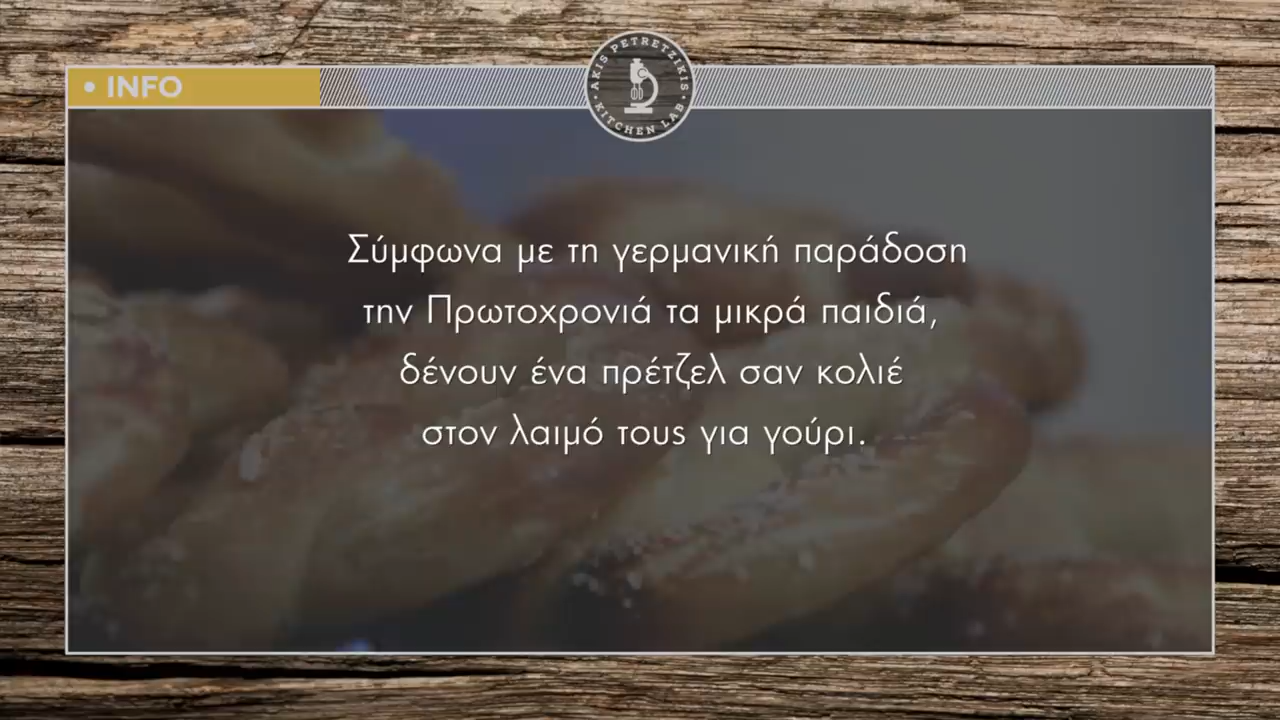 • INFO
AKIS PETRETZIKIS
• KITCHEN LAB •
Σύμφωνα με τη γερμανική παράδοση
την Πρωτοχρονιά τα μικρά παιδιά,
δένουν ένα πρέτζελ σαν κολιέ
στον λαιμό τους για γούρι.